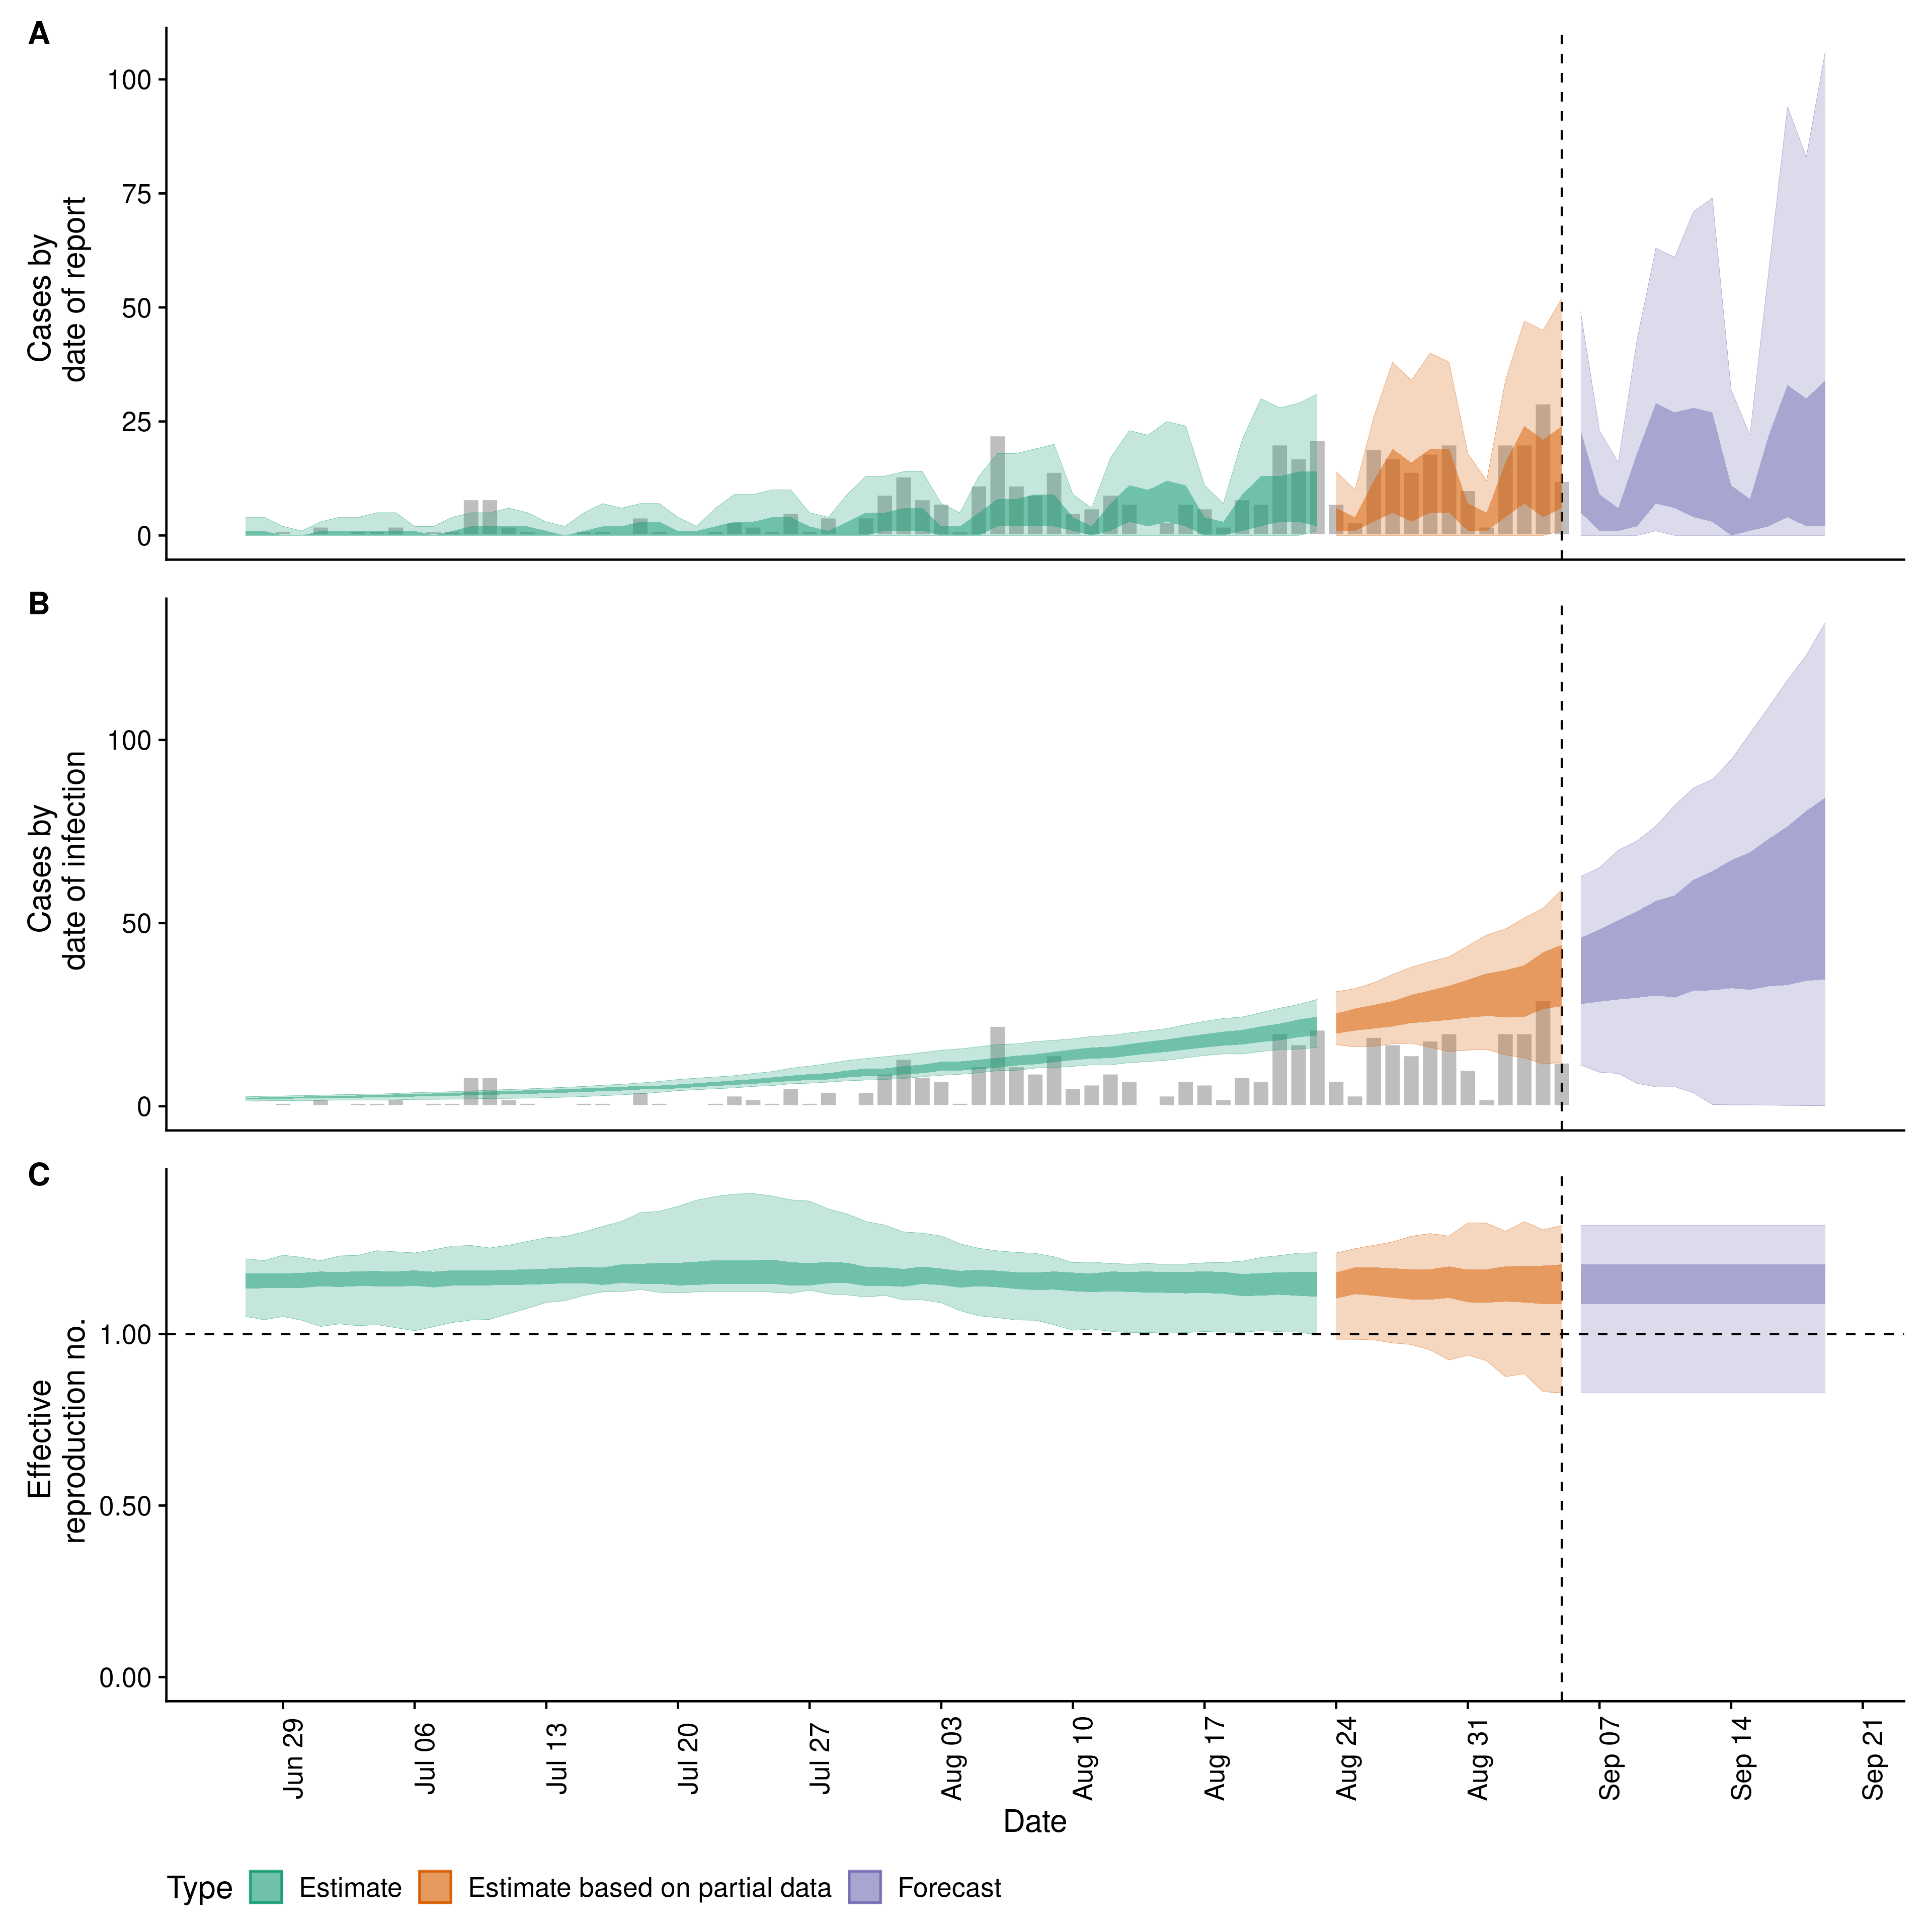 A
Cases by
date of report
100
75
50
25
0
B
Cases by
date of infection
100
50
0
C
Effective
reproduction no.
1.00
0.50
0.00
Jun 29
Jul 06
Jul 13
Jul 20
Jul 27
Aug 03
Aug 10
Aug 17
Aug 24
Aug 31
Sep 07
Sep 14
Sep 21
Date
Type Estimate Estimate based on partial data Forecast